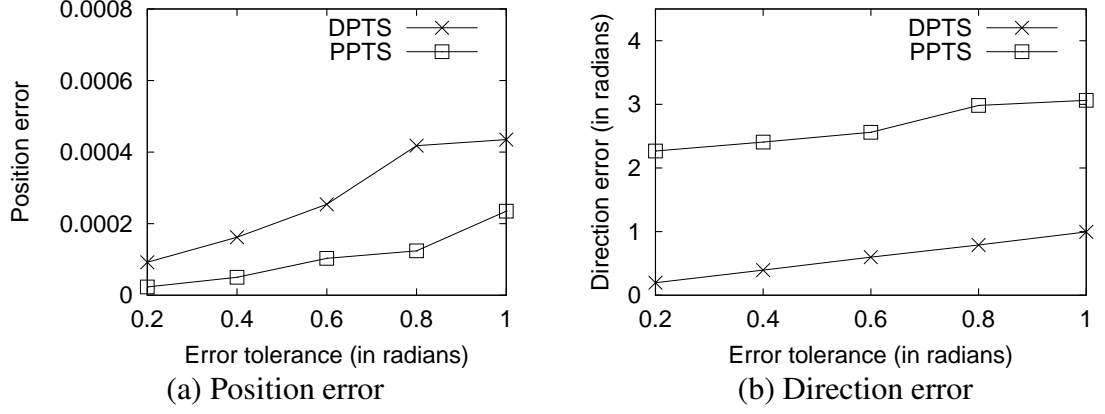 0.0008
0.0006
0.0004
0.0002
0
Position error
DPTS
PPTS
0.2 0.4 0.6 0.8 1
Error tolerance (in radians)
(a) Position error
4
3
2
1
0
Direction error (in radians)
DPTS
PPTS
0.2 0.4 0.6 0.8 1
Error tolerance (in radians)
(b) Direction error